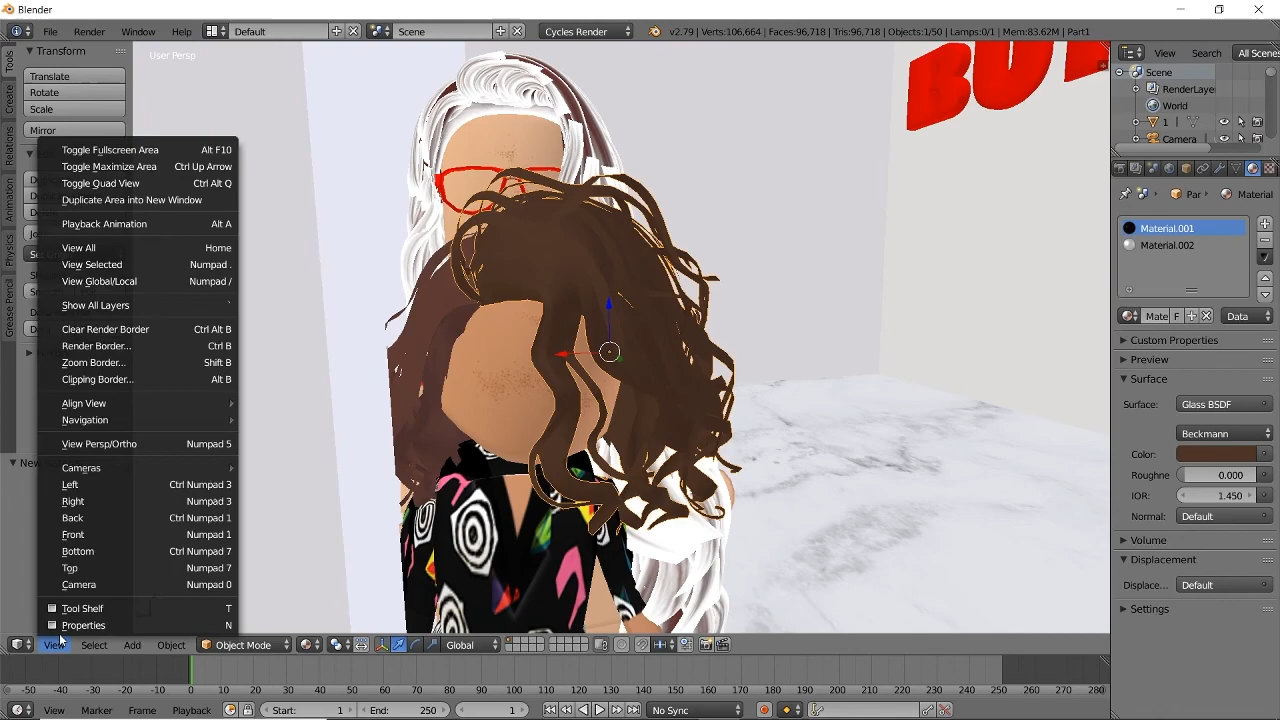 Blender
File Render Window Help Default Scene Cycles Render v2.79 | Verts:106,664 | Faces:96,718 | Tris:96,718 | Objects:1/50 | Lamps:0/1 | Mem:83.62M | Part1
Tools
Create
Relations
Animation
Physics
Grease Pencil
Transform
Translate
Rotate
Scale
Mirror
User Persp
Toggle Fullscreen Area Alt F10
Toggle Maximize Area Ctrl Up Arrow
Toggle Quad View Ctrl Alt Q
Duplicate Area into New Window
Playback Animation Alt A
View All Home
View Selected Numpad .
View Global/Local Numpad /
Show All Layers `
Clear Render Border Ctrl Alt B
Render Border... Ctrl B
Zoom Border... Shift B
Clipping Border... Alt B
Align View
Navigation
View Persp/Ortho Numpad 5
Cameras
Left Ctrl Numpad 3
Right Numpad 3
Back Ctrl Numpad 1
Front Numpad 1
Bottom Ctrl Numpad 7
Top Numpad 7
Camera Numpad 0
Tool Shelf T
Properties N
View Select Add Object Object Mode Global
-50 -40 -30 -20 -10 0 10 20 30 40 50 60 70 80 90 100 110 120 130 140 150 160 170 180 190 200 210 220 230 240 250 260 270 280
View Marker Frame Playback Start: 1 End: 250 1 No Sync
View Search All Scenes
Scene
RenderLaye
World
1
Camera
Par Material
Material.001
Material.002
Mate F Data
Custom Properties
Preview
Surface
Surface: Glass BSDF
Beckmann
Color:
Roughne 0.000
IOR: 1.450
Normal: Default
Volume
Displacement
Displace... Default
Settings